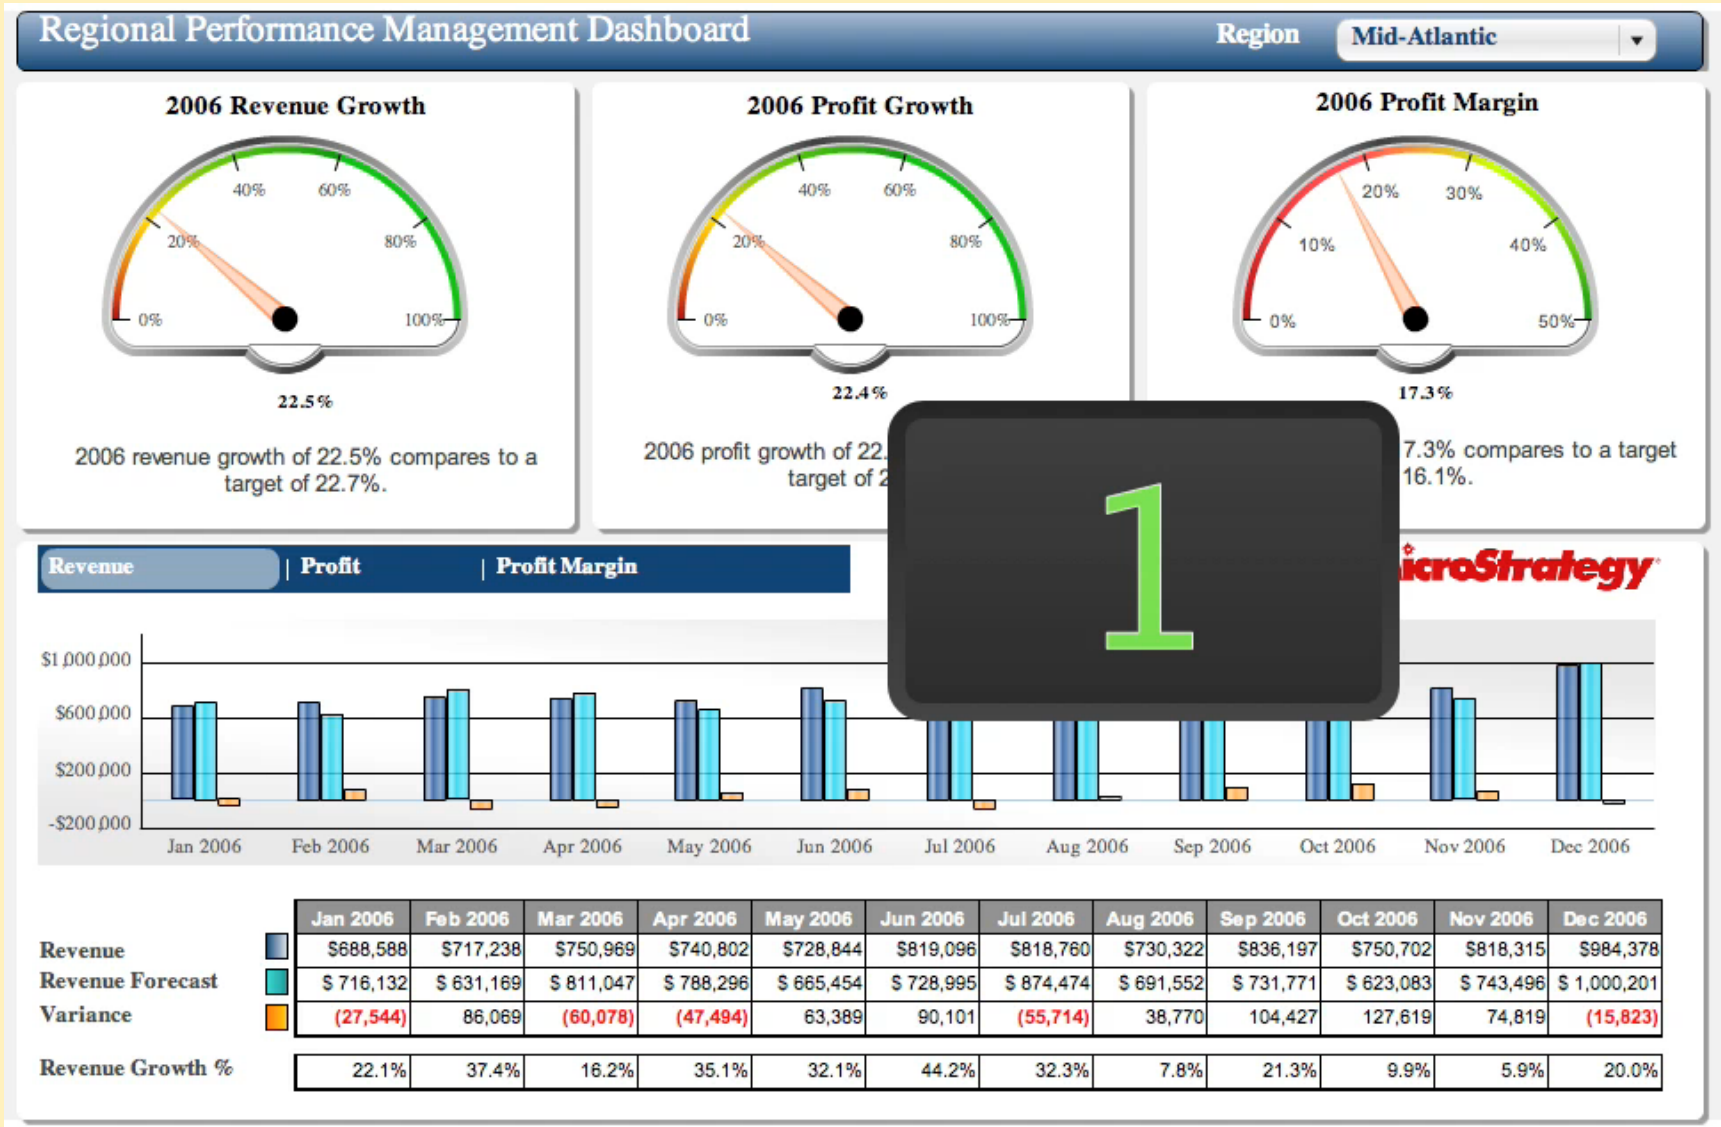 Regional Performance Management Dashboard
Region Mid-Atlantic
2006 Revenue Growth
0% 20% 40% 60% 80% 100%
22.5%
2006 revenue growth of 22.5% compares to a
target of 22.7%.
2006 Profit Growth
0% 20% 40% 60% 80% 100%
22.4%
2006 profit growth of 22.
target of 2
2006 Profit Margin
0% 10% 20% 30% 40% 50%
17.3%
7.3% compares to a target
16.1%.
1
Revenue | Profit | Profit Margin
icroStrategy
$1,000,000
$600,000
$200,000
-$200,000
Jan 2006 Feb 2006 Mar 2006 Apr 2006 May 2006 Jun 2006 Jul 2006 Aug 2006 Sep 2006 Oct 2006 Nov 2006 Dec 2006
Jan 2006 Feb 2006 Mar 2006 Apr 2006 May 2006 Jun 2006 Jul 2006 Aug 2006 Sep 2006 Oct 2006 Nov 2006 Dec 2006
Revenue $688,588 $717,238 $750,969 $740,802 $728,844 $819,096 $818,760 $730,322 $836,197 $750,702 $818,315 $984,378
Revenue Forecast $ 716,132 $ 631,169 $ 811,047 $ 788,296 $ 665,454 $ 728,995 $ 874,474 $ 691,552 $ 731,771 $ 623,083 $ 743,496 $ 1,000,201
Variance (27,544) 86,069 (60,078) (47,494) 63,389 90,101 (55,714) 38,770 104,427 127,619 74,819 (15,823)
Revenue Growth % 22.1% 37.4% 16.2% 35.1% 32.1% 44.2% 32.3% 7.8% 21.3% 9.9% 5.9% 20.0%